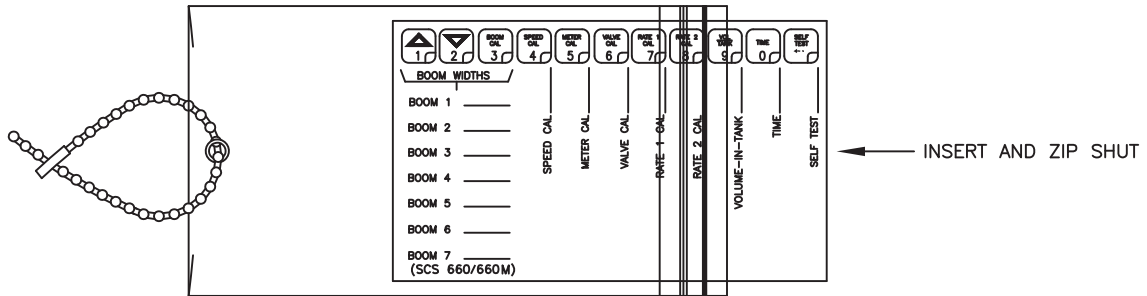 BOOM CAL SPEED CAL METER CAL VALVE CAL RATE 1 CAL RATE 2 CAL VOL. TANK TIME SELF TEST
1 2 3 4 5 6 7 8 9 0
BOOM WIDTHS
BOOM 1
BOOM 2
BOOM 3
BOOM 4
BOOM 5
BOOM 6
BOOM 7
(SCS 660/660M)
SPEED CAL
METER CAL
VALVE CAL
RATE 1 CAL
RATE 2 CAL
VOLUME-IN-TANK
TIME
SELF TEST
INSERT AND ZIP SHUT